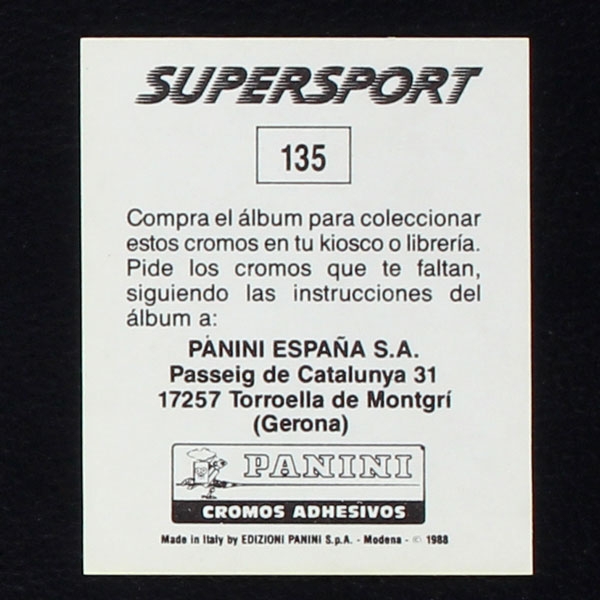 SUPERSPORT
135
Compra el álbum para coleccionar
estos cromos en tu kiosco o librería.
Pide los cromos que te faltan,
siguiendo las instrucciones del
álbum a:
PANINI ESPAÑA S.A.
Passeig de Catalunya 31
17257 Torroella de Montgrí
(Gerona)
PANINI
CROMOS ADHESIVOS
Made in Italy by EDIZIONI PANINI S.p.A. - Modena - © 1988